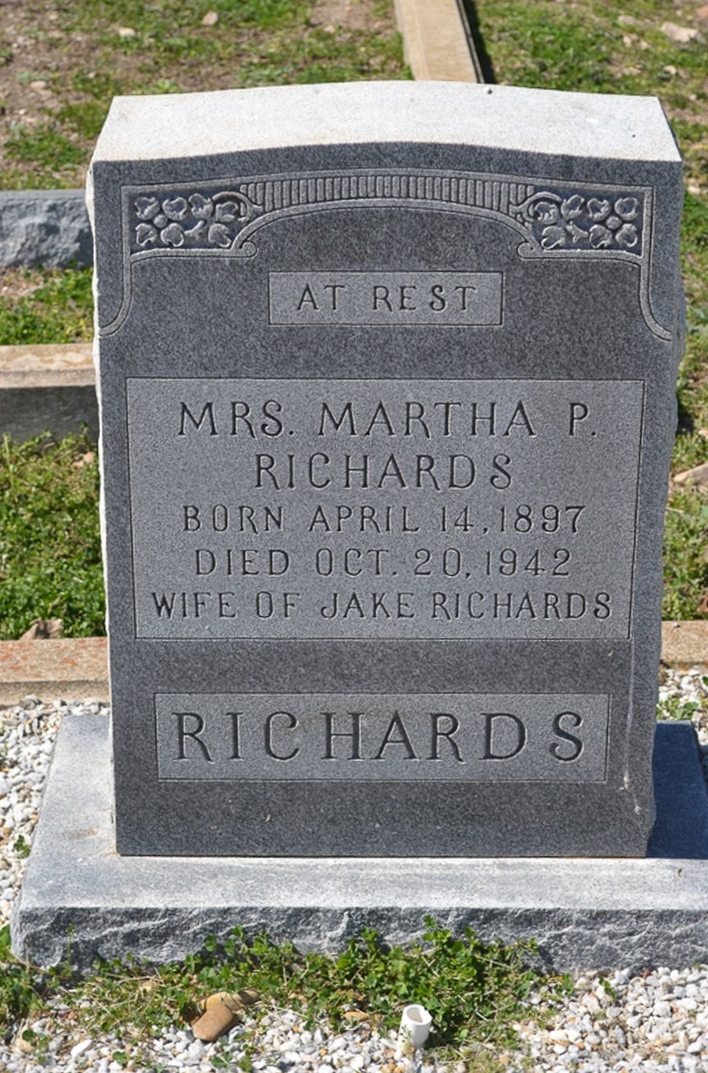 AT REST
MRS. MARTHA P.
RICHARDS
BORN APRIL 14, 1897
DIED OCT. 20, 1942
WIFE OF JAKE RICHARDS
RICHARDS